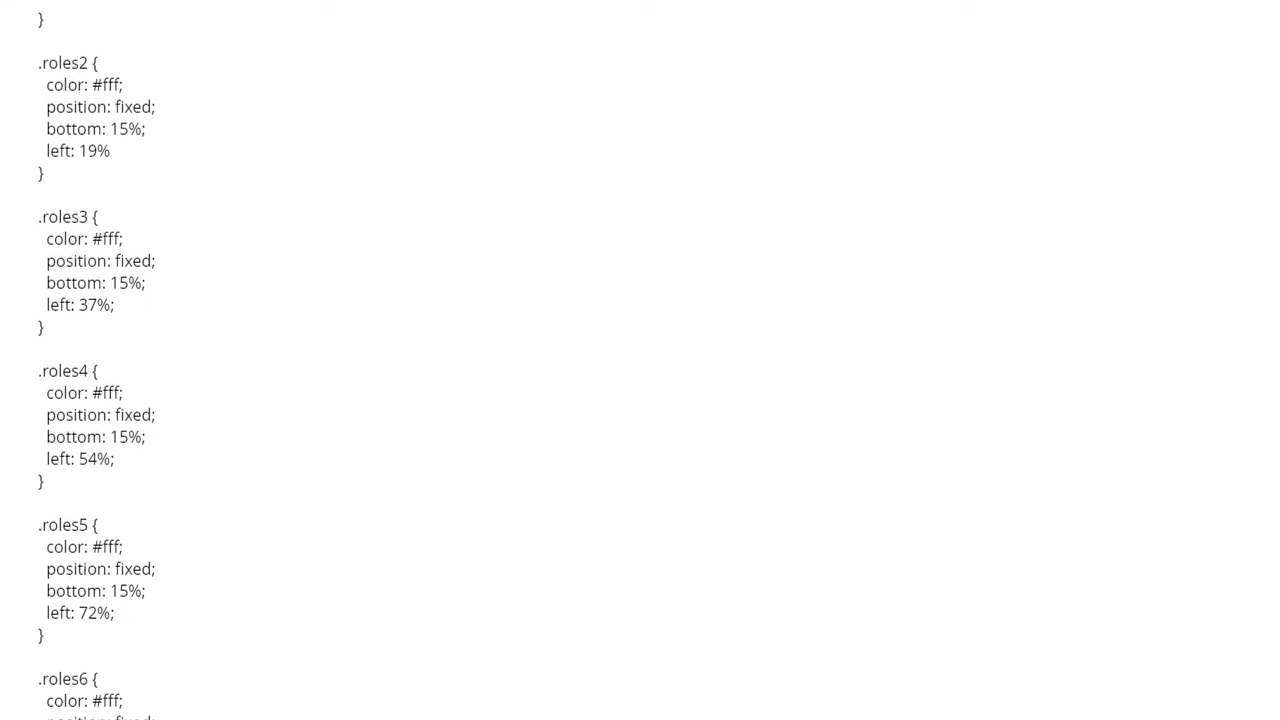 }
.roles2 {
color: #fff;
position: fixed;
bottom: 15%;
left: 19%
}
.roles3 {
color: #fff;
position: fixed;
bottom: 15%;
left: 37%;
}
.roles4 {
color: #fff;
position: fixed;
bottom: 15%;
left: 54%;
}
.roles5 {
color: #fff;
position: fixed;
bottom: 15%;
left: 72%;
}
.roles6 {
color: #fff;
position: fixed;